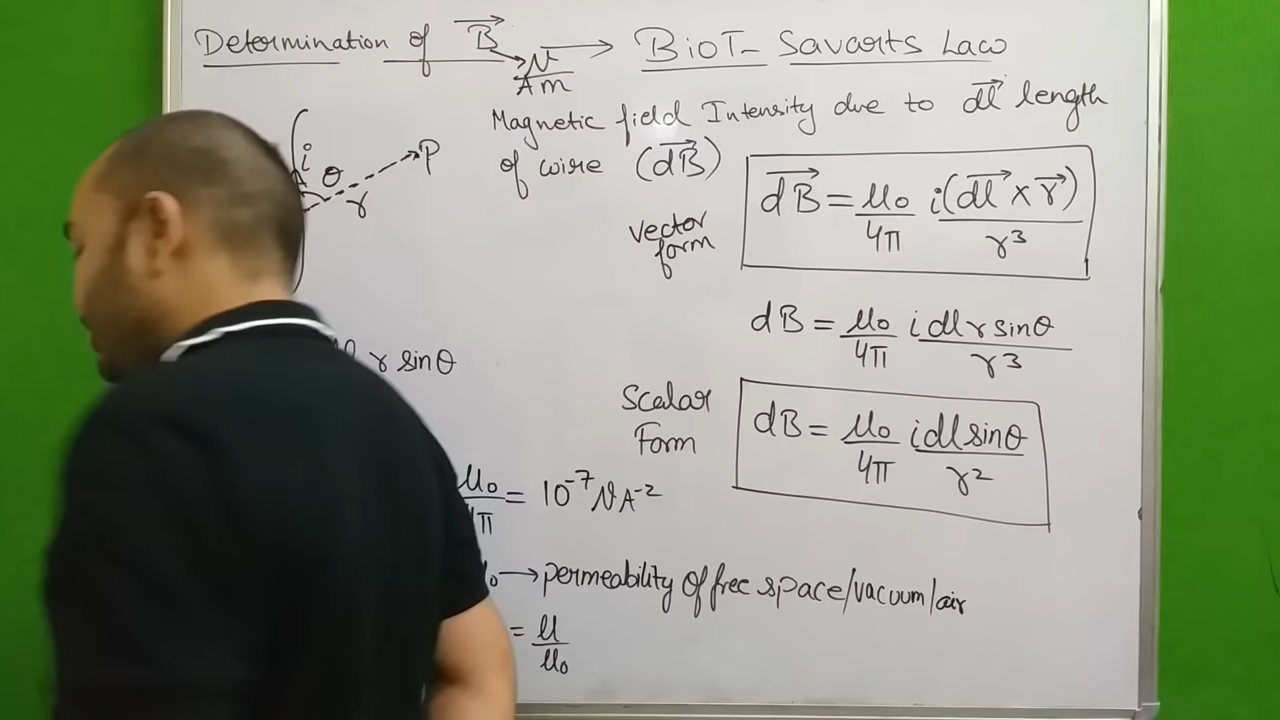 Determination of B⃗ → N/Am → BioT- Savarts Law
Magnetic field Intensity due to dl⃗ length
of wire (dB⃗)
i θ r P
vector form
dB⃗ = μ₀/4π i(dl⃗ × r⃗)/r³
dB = μ₀/4π i dl r sinθ/r³
r sinθ
Scalar Form
dB = μ₀/4π i dl sinθ/r²
μ₀/4π = 10⁻⁷ N A⁻²
→ permeability of free space/vacuum/air
= μ/μ₀